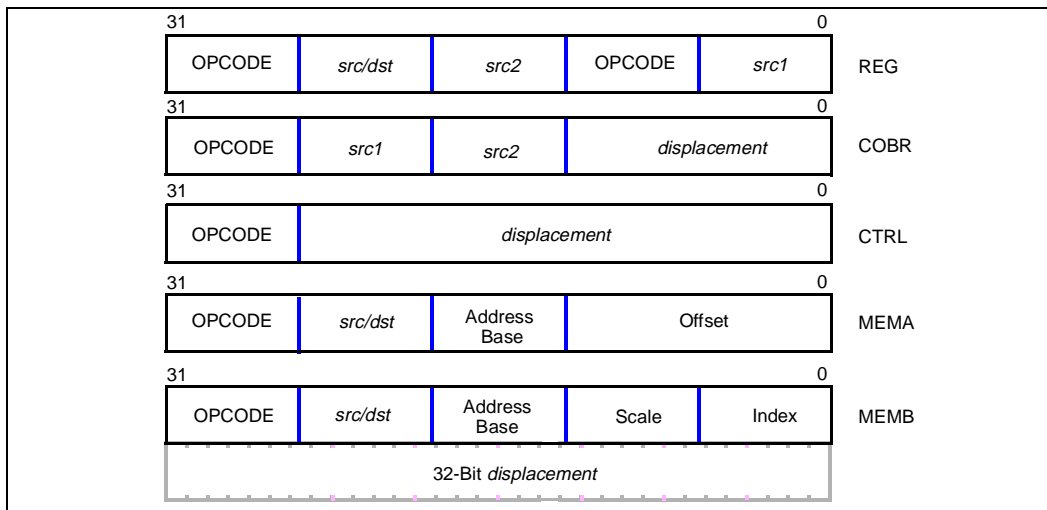 31 0
OPCODE src/dst src2 OPCODE src1 REG
31 0
OPCODE src1 src2 displacement COBR
31 0
OPCODE displacement CTRL
31 0
OPCODE src/dst Address Base Offset MEMA
31 0
OPCODE src/dst Address Base Scale Index MEMB
32-Bit displacement